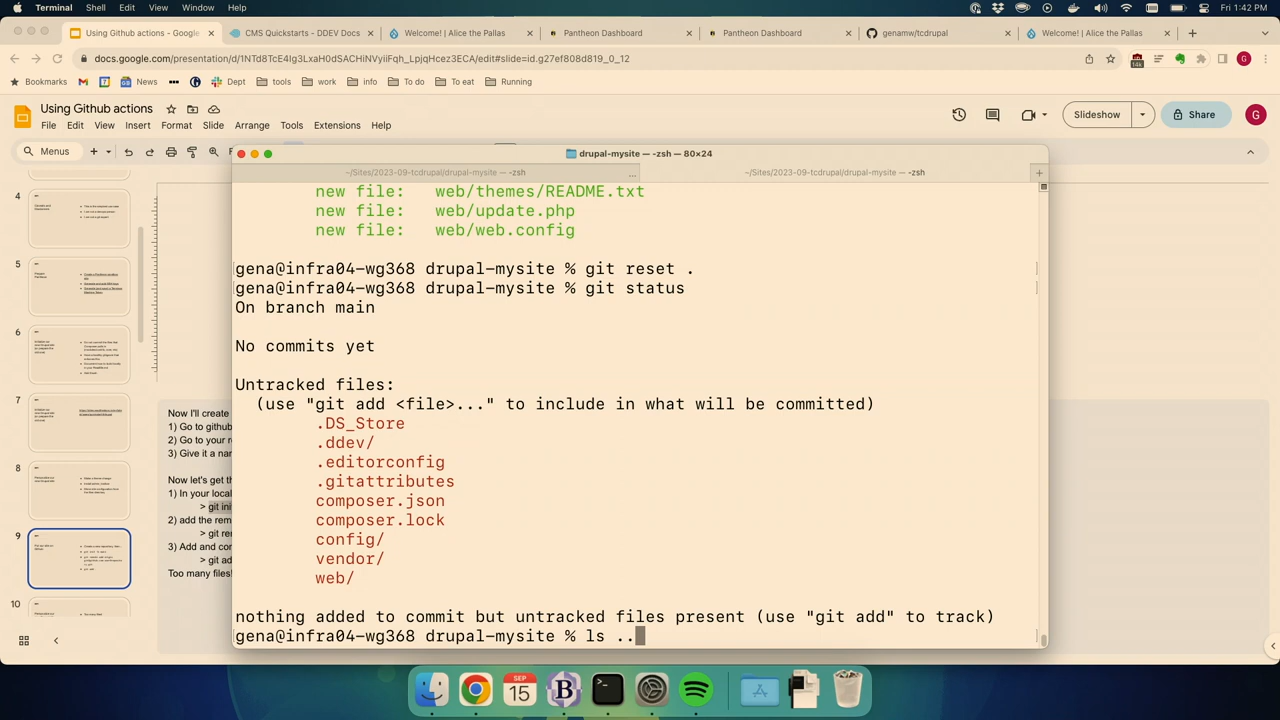 Terminal Shell Edit View Window Help
Fri 1:42 PM
Using Github actions - Google
CMS Quickstarts - DDEV Docs
Welcome! | Alice the Pallas
Pantheon Dashboard
Pantheon Dashboard
genamw/tcdrupal
Welcome! | Alice the Pallas
docs.google.com/presentation/d/1NTd8TcE4Ig3LxaH0dSACHiNVyiiFqh_LpjqHcez3ECA/edit#slide=id.g27ef808d819_0_12
14k
G
Bookmarks
News
Dept
tools
work
info
To do
To eat
Running
Using Github actions
File Edit View Insert Format Slide Arrange Tools Extensions Help
Slideshow
Share
G
Menus
drupal-mysite — -zsh — 80×24
~/Sites/2023-09-tcdrupal/drupal-mysite — -zsh
...
~/Sites/2023-09-tcdrupal/drupal-mysite — -zsh
new file: web/themes/README.txt
new file: web/update.php
new file: web/web.config
gena@infra04-wg368 drupal-mysite % git reset .
gena@infra04-wg368 drupal-mysite % git status
On branch main
No commits yet
Untracked files:
(use "git add <file>..." to include in what will be committed)
.DS_Store
.ddev/
.editorconfig
.gitattributes
composer.json
composer.lock
config/
vendor/
web/
nothing added to commit but untracked files present (use "git add" to track)
gena@infra04-wg368 drupal-mysite % ls ..
4
5
6
7
8
9
10
Now I'll create
1) Go to github
2) Go to your r
3) Give it a nar
Now let's get th
1) In your local
> git ini
2) add the rem
> git re
3) Add and con
> git ad
Too many files!
SEP
15
B